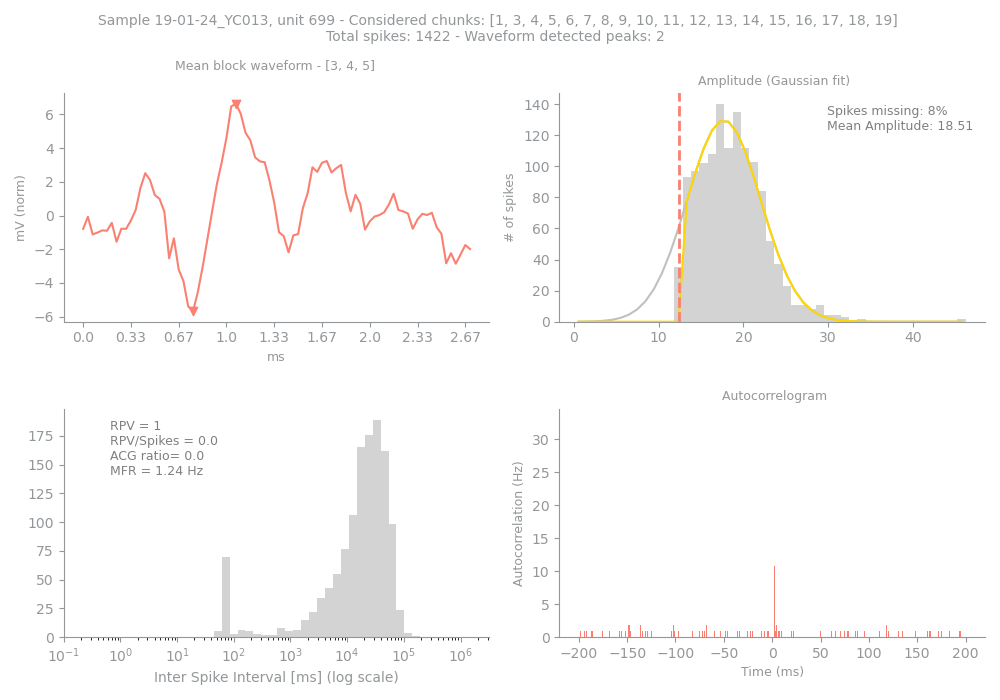 Sample 19-01-24_YC013, unit 699 - Considered chunks: [1, 3, 4, 5, 6, 7, 8, 9, 10, 11, 12, 13, 14, 15, 16, 17, 18, 19]
Total spikes: 1422 - Waveform detected peaks: 2
Mean block waveform - [3, 4, 5]
mV (norm)
6
4
2
0
−2
−4
−6
0.0 0.33 0.67 1.0 1.33 1.67 2.0 2.33 2.67
ms
Amplitude (Gaussian fit)
Spikes missing: 8%
Mean Amplitude: 18.51
# of spikes
140
120
100
80
60
40
20
0
0 10 20 30 40
RPV = 1
RPV/Spikes = 0.0
ACG ratio= 0.0
MFR = 1.24 Hz
175
150
125
100
75
50
25
0
10⁻¹ 10⁰ 10¹ 10² 10³ 10⁴ 10⁵ 10⁶
Inter Spike Interval [ms] (log scale)
Autocorrelogram
Autocorrelation (Hz)
30
25
20
15
10
5
0
−200 −150 −100 −50 0 50 100 150 200
Time (ms)